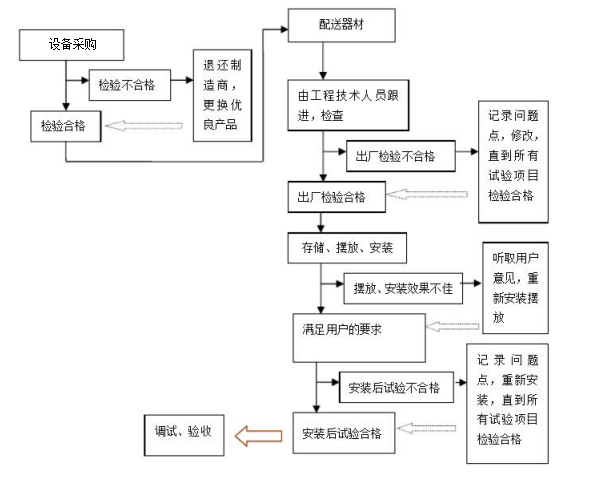 设备采购
检验不合格
退还制
造商，
更换优
良产品
检验合格
配送器材
由工程技术人员跟
进，检查
出厂检验不合格
记录问题
点，修改，
直到所有
试验项目
检验合格
出厂检验合格
存储、摆放、安装
摆放、安装效果不佳
听取用户
意见，重
新安装摆
放
满足用户的要求
安装后试验不合格
记录问题
点，重新安
装，直到所
有试验项目
检验合格
安装后试验合格
调试、验收